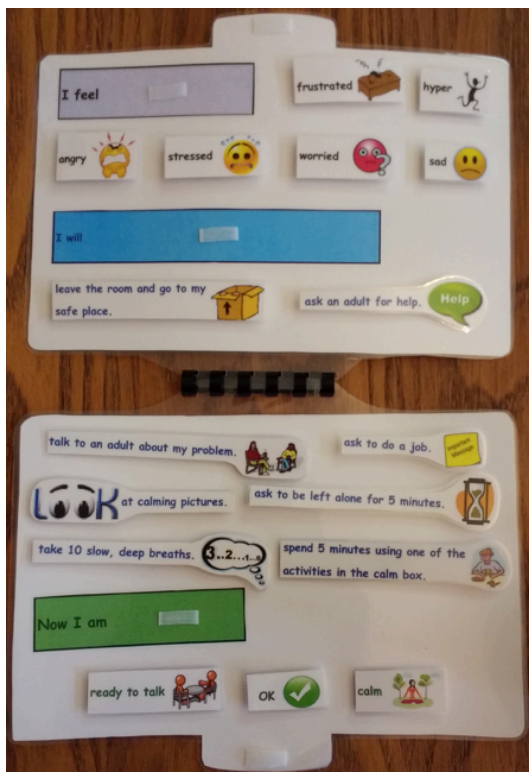 I feel
frustrated
hyper
angry
stressed
worried
sad
I will
leave the room and go to my
safe place.
ask an adult for help.
Help
talk to an adult about my problem.
ask to do a job.
Important
Message
LOOK at calming pictures.
ask to be left alone for 5 minutes.
take 10 slow, deep breaths.
3..2...1...0
spend 5 minutes using one of the
activities in the calm box.
Now I am
ready to talk
OK
calm